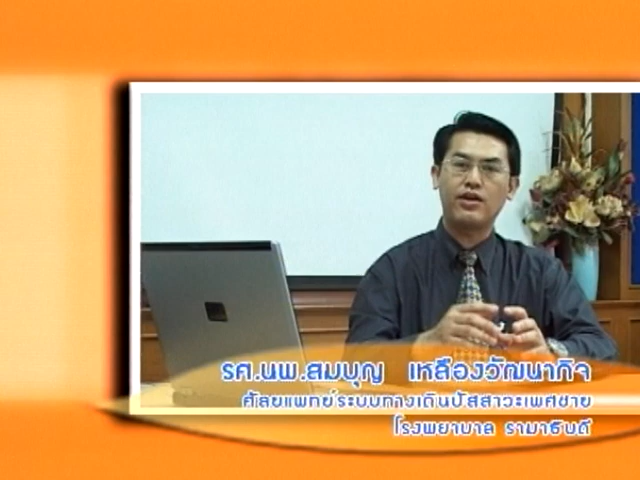 รศ.นพ.สมบุญ เหลืองวัฒนากิจ
ศัลยแพทย์ระบบทางเดินปัสสาวะเพศชาย
โรงพยาบาล รามาธิบดี